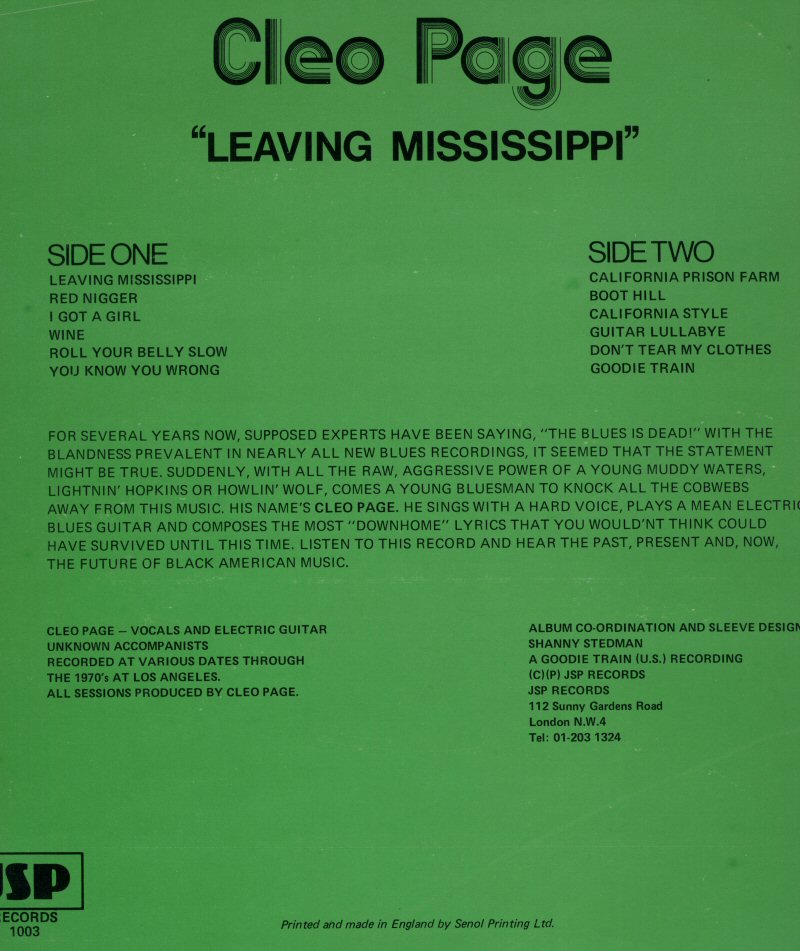 Cleo Page
“LEAVING MISSISSIPPI”
SIDE ONE
LEAVING MISSISSIPPI
RED NIGGER
I GOT A GIRL
WINE
ROLL YOUR BELLY SLOW
YOU KNOW YOU WRONG
SIDE TWO
CALIFORNIA PRISON FARM
BOOT HILL
CALIFORNIA STYLE
GUITAR LULLABYE
DON'T TEAR MY CLOTHES
GOODIE TRAIN
FOR SEVERAL YEARS NOW, SUPPOSED EXPERTS HAVE BEEN SAYING, “THE BLUES IS DEAD!” WITH THE
BLANDNESS PREVALENT IN NEARLY ALL NEW BLUES RECORDINGS, IT SEEMED THAT THE STATEMENT
MIGHT BE TRUE. SUDDENLY, WITH ALL THE RAW, AGGRESSIVE POWER OF A YOUNG MUDDY WATERS,
LIGHTNIN' HOPKINS OR HOWLIN' WOLF, COMES A YOUNG BLUESMAN TO KNOCK ALL THE COBWEBS
AWAY FROM THIS MUSIC. HIS NAME'S CLEO PAGE. HE SINGS WITH A HARD VOICE, PLAYS A MEAN ELECTRIC
BLUES GUITAR AND COMPOSES THE MOST “DOWNHOME” LYRICS THAT YOU WOULD'NT THINK COULD
HAVE SURVIVED UNTIL THIS TIME. LISTEN TO THIS RECORD AND HEAR THE PAST, PRESENT AND, NOW,
THE FUTURE OF BLACK AMERICAN MUSIC.
CLEO PAGE – VOCALS AND ELECTRIC GUITAR
UNKNOWN ACCOMPANISTS
RECORDED AT VARIOUS DATES THROUGH
THE 1970's AT LOS ANGELES.
ALL SESSIONS PRODUCED BY CLEO PAGE.
ALBUM CO-ORDINATION AND SLEEVE DESIGN
SHANNY STEDMAN
A GOODIE TRAIN (U.S.) RECORDING
(C)(P) JSP RECORDS
JSP RECORDS
112 Sunny Gardens Road
London N.W.4
Tel: 01-203 1324
JSP
RECORDS
1003
Printed and made in England by Senol Printing Ltd.